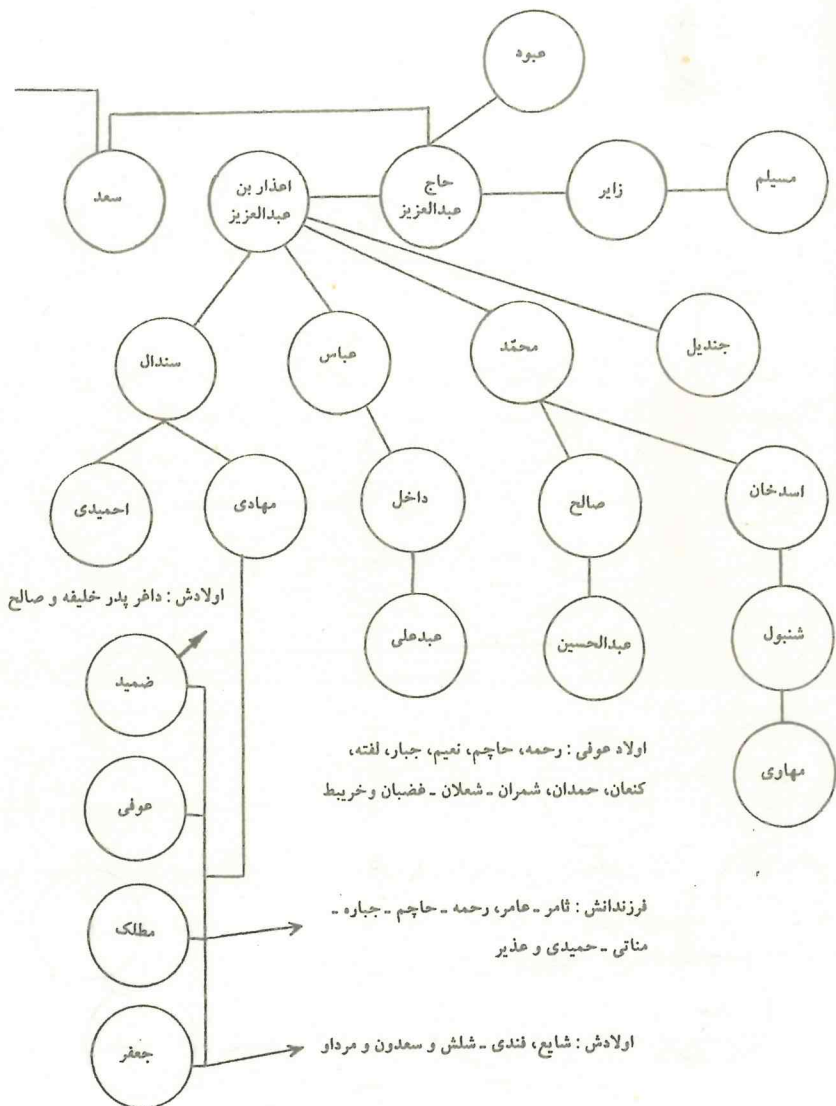 عبود
مسیلم
زایر
حاج
عبدالعزیز
اعذار بن
عبدالعزیز
سعد
جندیل
محمّد
عباس
سندال
اسدخان
صالح
داخل
مهادی
احمیدی
اولادش : داغر پدر خلیفه و صالح
شنبول
عبدالحسین
عبدعلی
ضمید
مهاوی
اولاد عوفی : رحمه، حاچم، نعیم، جبار، لفته،
کنعان، حمدان، شمران ـ شعلان ـ غضبان وخریبط
عوفی
فرزندانش : ثامر ـ عامر، رحمه ـ حاچم ـ جباره ـ
مناتی ـ حمیدی و عذیر
مطلک
اولادش : شایع، فندی ـ شلش و سعدون و مرداو
جعفر